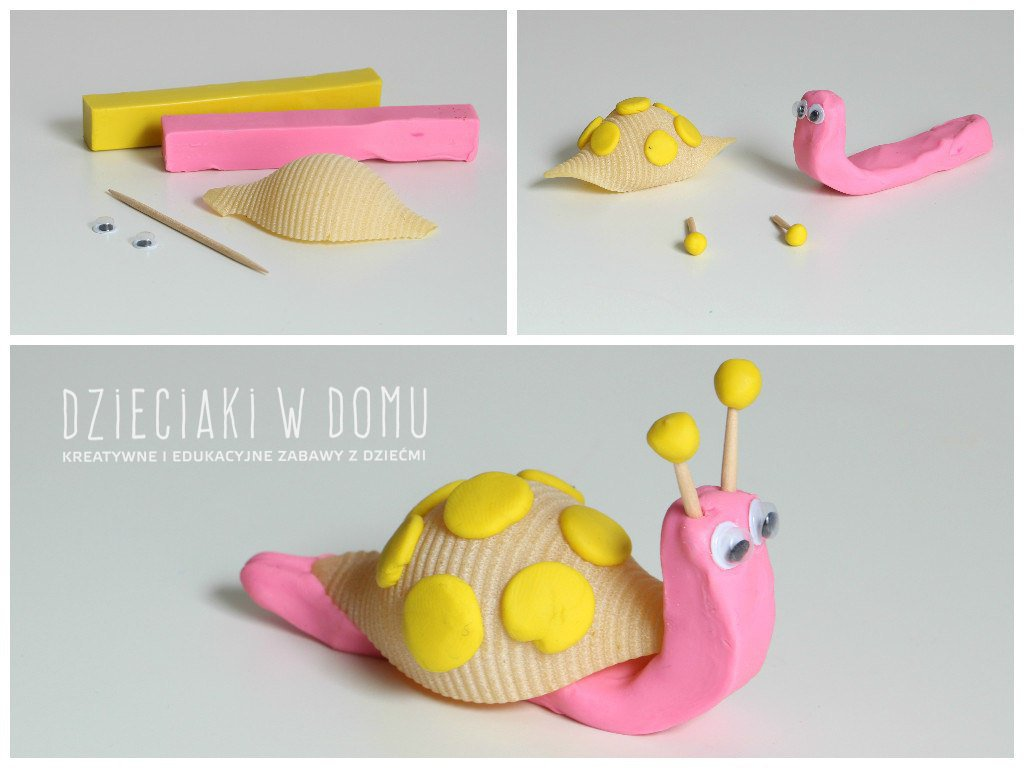 DZiECiAKi W DOMU
KREATYWNE I EDUKACYJNE ZABAWY Z DZIEĆMI